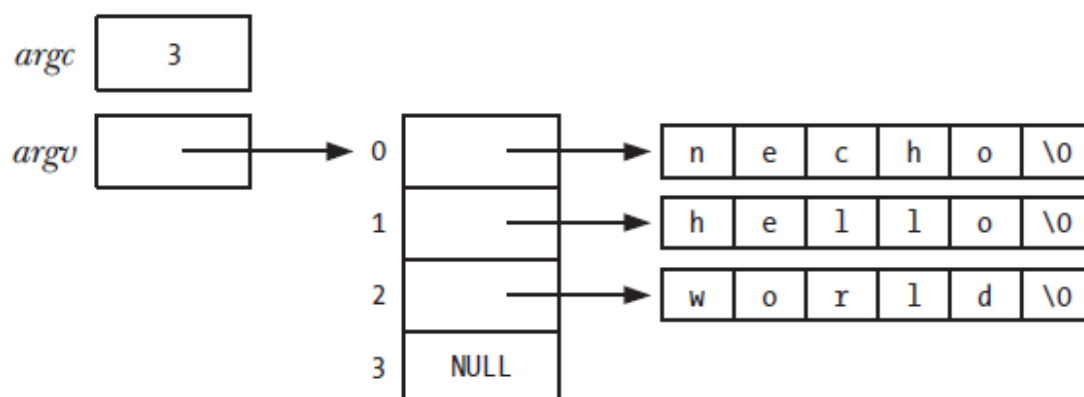 argc 3
argv 0 n e c h o \0
1 h e l l o \0
2 w o r l d \0
3 NULL